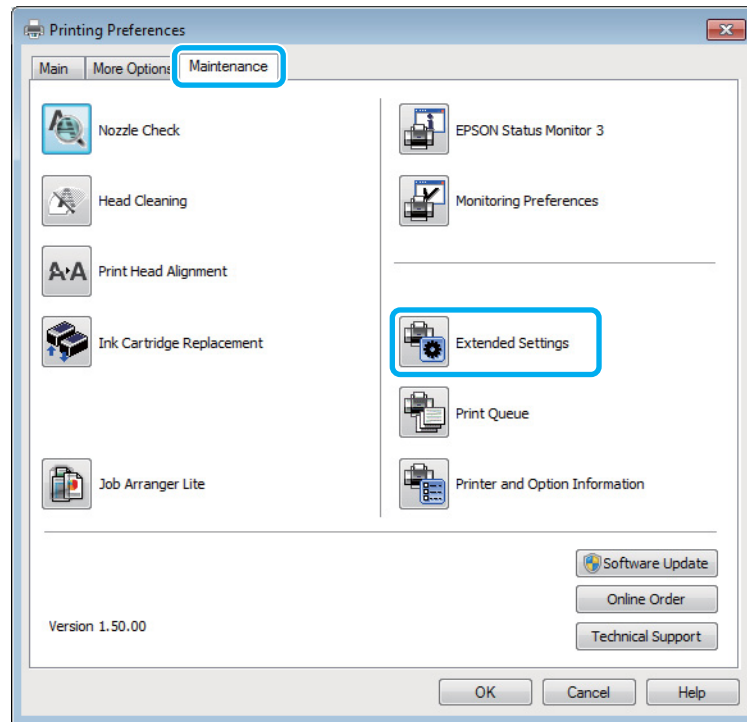 Printing Preferences
Main More Options Maintenance
Nozzle Check
EPSON Status Monitor 3
Head Cleaning
Monitoring Preferences
A A Print Head Alignment
Ink Cartridge Replacement
Extended Settings
Print Queue
Job Arranger Lite
Printer and Option Information
Software Update
Online Order
Version 1.50.00
Technical Support
OK Cancel Help